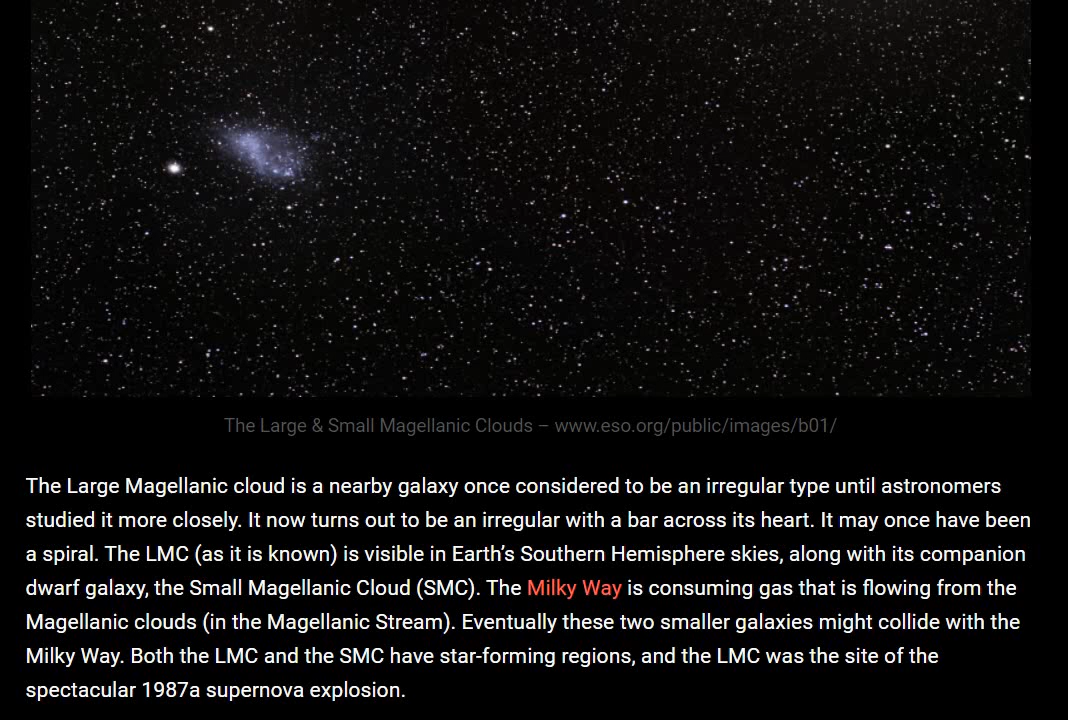 The Large & Small Magellanic Clouds – www.eso.org/public/images/b01/
The Large Magellanic cloud is a nearby galaxy once considered to be an irregular type until astronomers
studied it more closely. It now turns out to be an irregular with a bar across its heart. It may once have been
a spiral. The LMC (as it is known) is visible in Earth’s Southern Hemisphere skies, along with its companion
dwarf galaxy, the Small Magellanic Cloud (SMC). The Milky Way is consuming gas that is flowing from the
Magellanic clouds (in the Magellanic Stream). Eventually these two smaller galaxies might collide with the
Milky Way. Both the LMC and the SMC have star-forming regions, and the LMC was the site of the
spectacular 1987a supernova explosion.